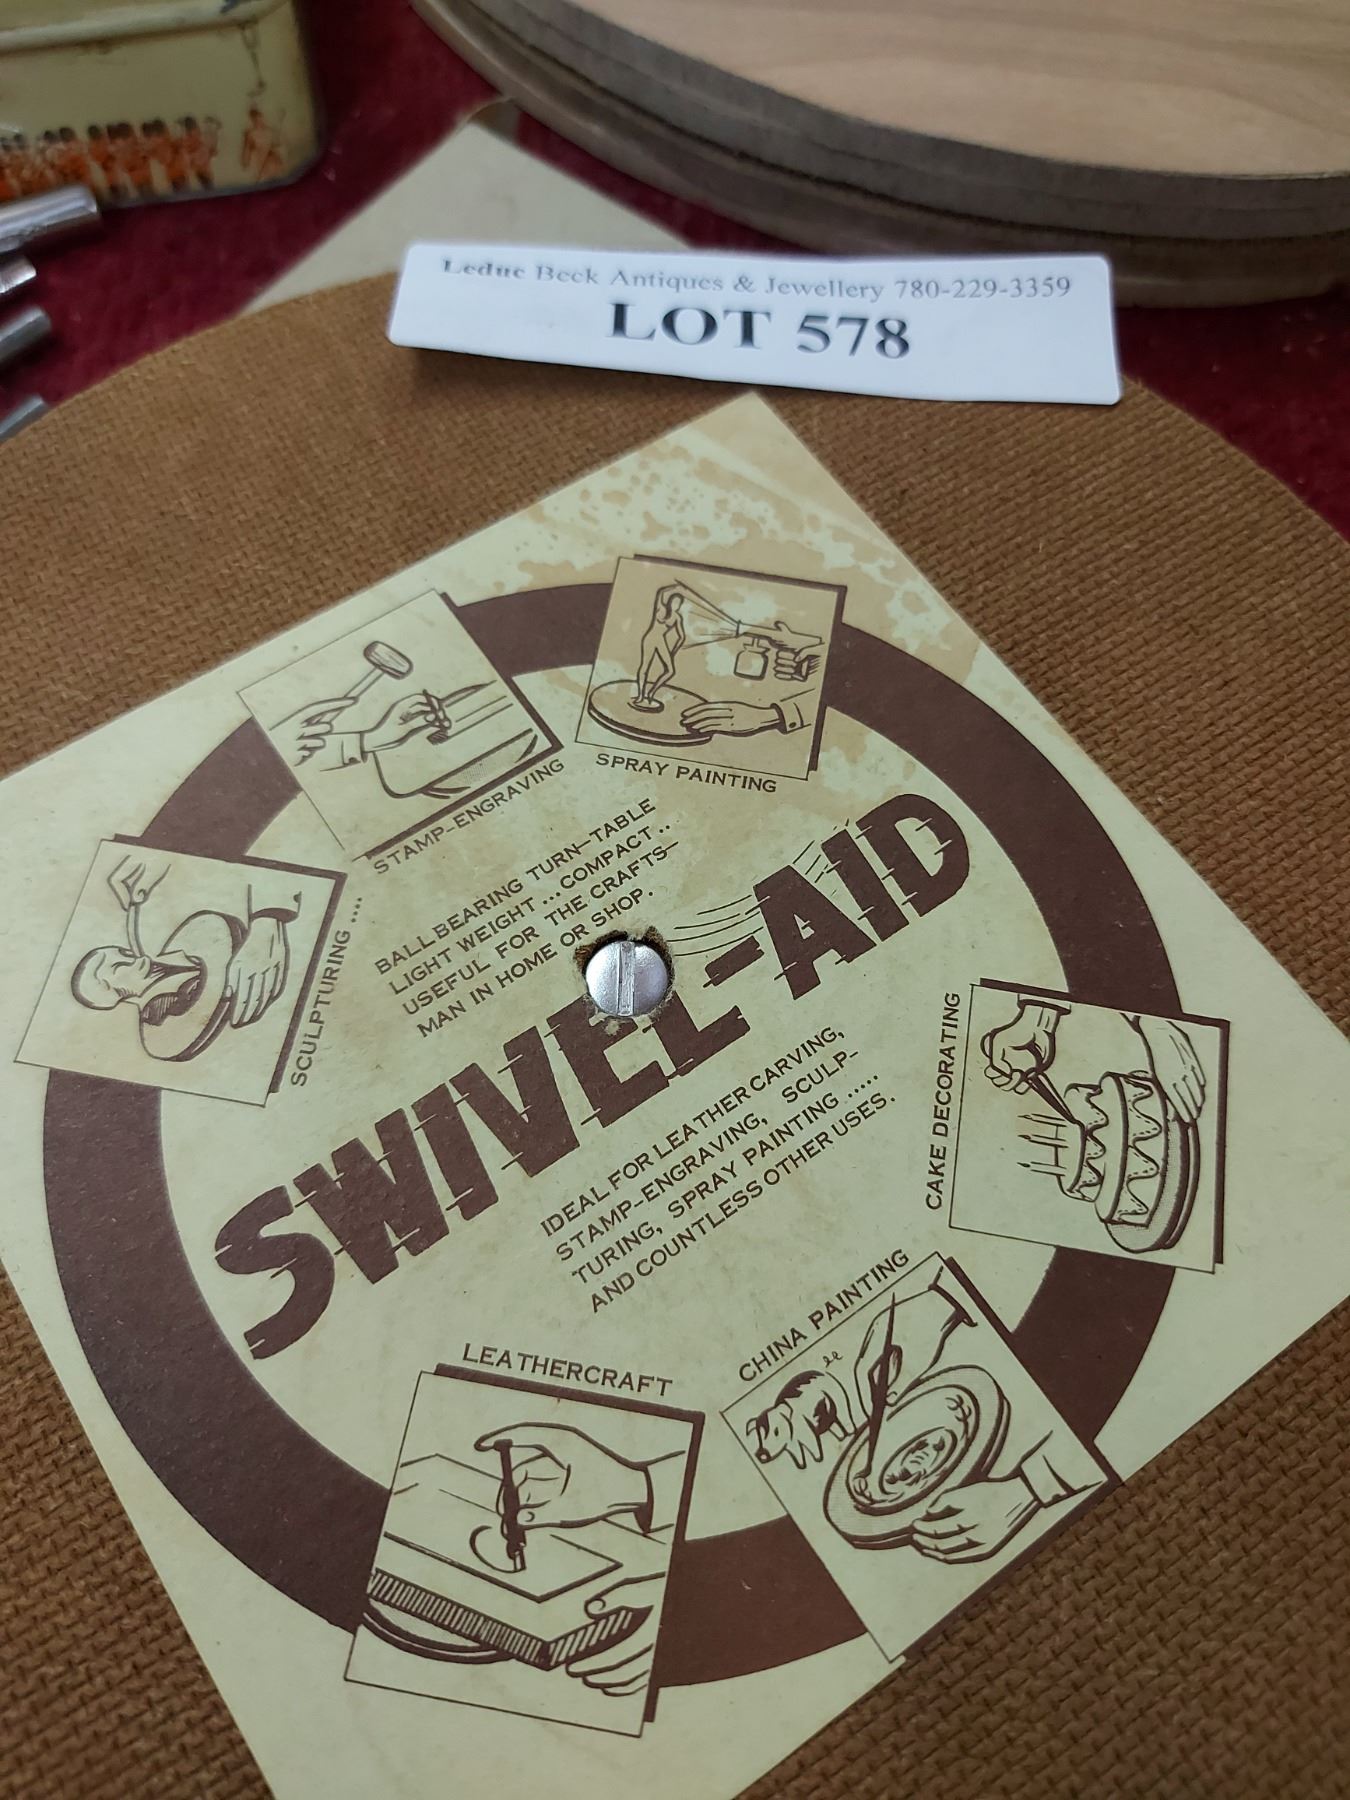 Leduc Beck Antiques & Jewellery 780-229-3359
LOT 578
SPRAY PAINTING
STAMP-ENGRAVING
SCULPTURING ....
BALL BEARING TURN-TABLE
LIGHT WEIGHT ... COMPACT ..
USEFUL FOR THE CRAFTS-
MAN IN HOME OR SHOP.
SWIVEL-AID
IDEAL FOR LEATHER CARVING,
STAMP-ENGRAVING, SCULP-
TURING, SPRAY PAINTING .....
AND COUNTLESS OTHER USES.
CAKE DECORATING
CHINA PAINTING
LEATHERCRAFT